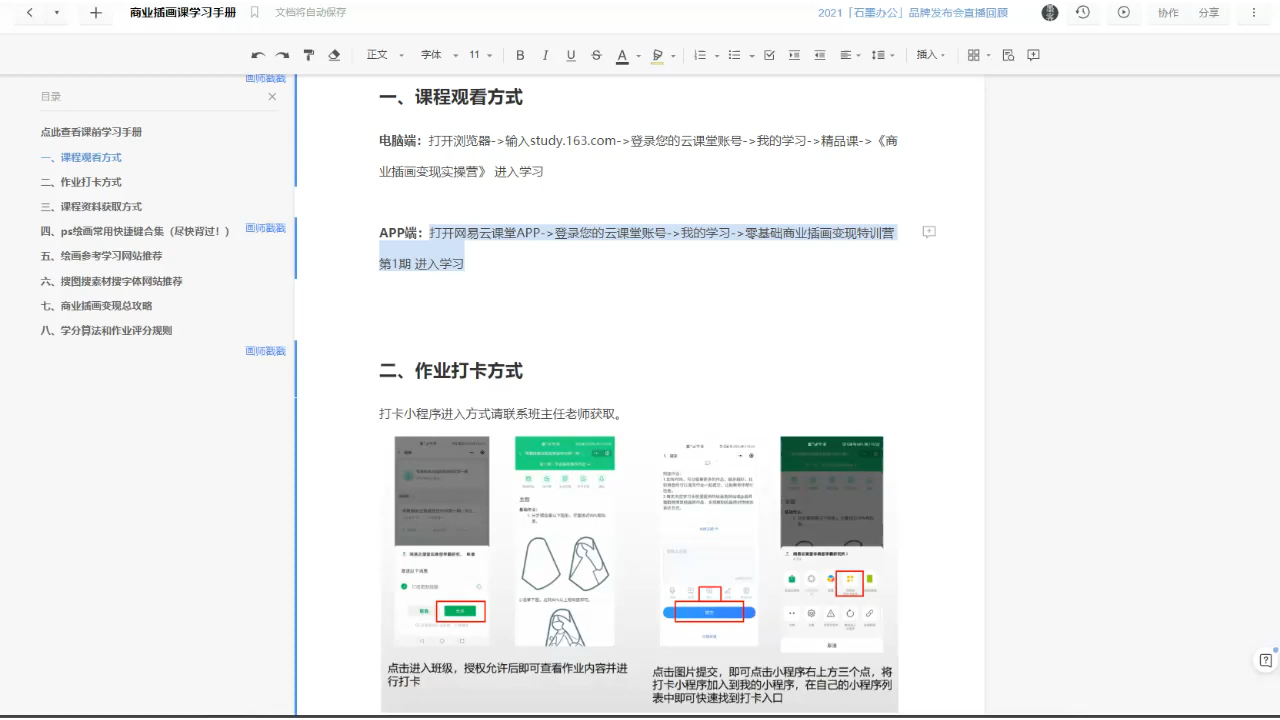 商业插画课学习手册
文档将自动保存
2021「石墨办公」品牌发布会直播回顾
协作
分享
正文
字体
11
B I U S A
插入
画师戳戳
目录
点此查看课前学习手册
一、课程观看方式
二、作业打卡方式
三、课程资料获取方式
四、ps绘画常用快捷键合集（尽快背过！）
画师戳戳
五、绘画参考学习网站推荐
六、搜图搜素材搜字体网站推荐
七、商业插画变现总攻略
八、学分算法和作业评分规则
画师戳戳
一、课程观看方式
电脑端：打开浏览器->输入study.163.com->登录您的云课堂账号->我的学习->精品课->《商
业插画变现实操营》 进入学习
APP端：打开网易云课堂APP->登录您的云课堂账号->我的学习->零基础商业插画变现特训营
第1期 进入学习
二、作业打卡方式
打卡小程序进入方式请联系班主任老师获取。
点击进入班级，授权允许后即可查看作业内容并进
行打卡
点击图片提交，即可点击小程序右上方三个点，将
打卡小程序加入到我的小程序，在自己的小程序列
表中即可快速找到打卡入口